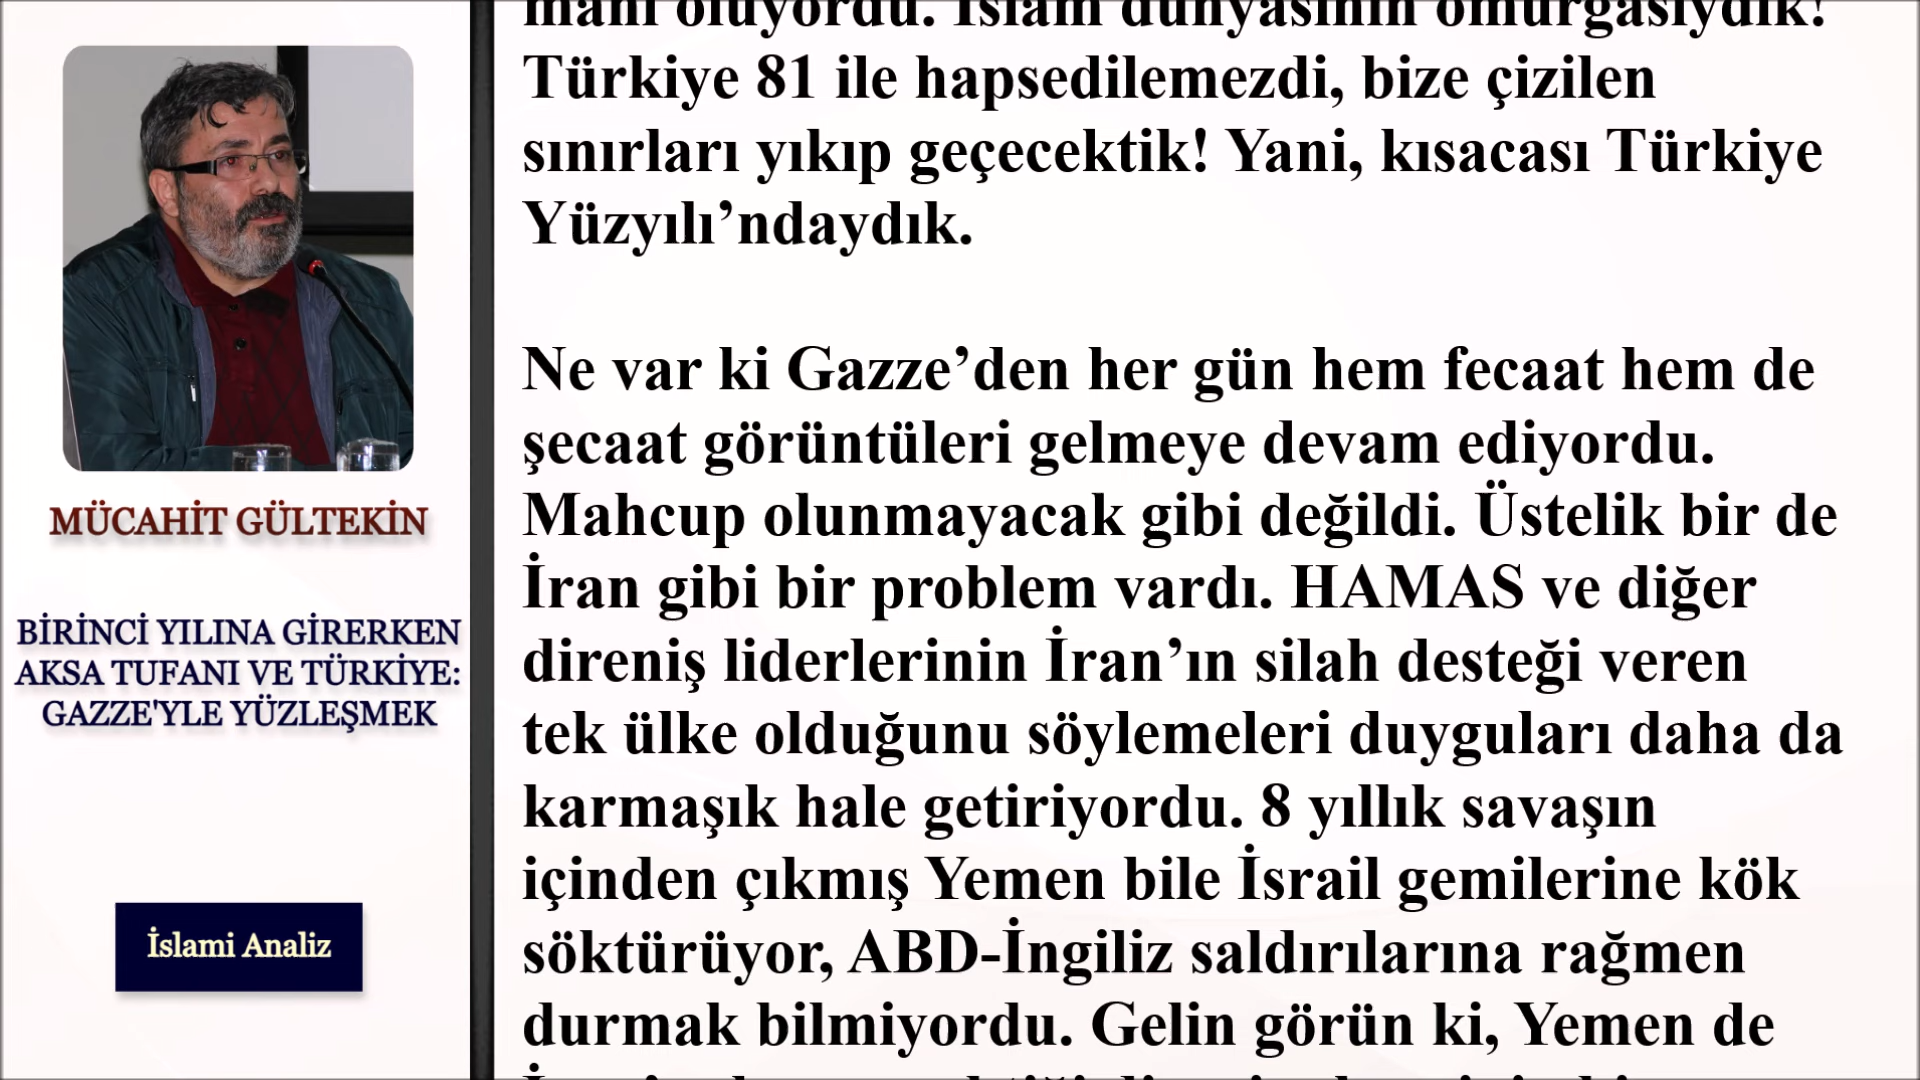 MÜCAHİT GÜLTEKİN
BİRİNCİ YILINA GİRERKEN
AKSA TUFANI VE TÜRKİYE:
GAZZE'YLE YÜZLEŞMEK
İslami Analiz
mani oluyordu. İslam dünyasının omurgasıydık!
Türkiye 81 ile hapsedilemezdi, bize çizilen
sınırları yıkıp geçecektik! Yani, kısacası Türkiye
Yüzyılı’ndaydık.
Ne var ki Gazze’den her gün hem fecaat hem de
şecaat görüntüleri gelmeye devam ediyordu.
Mahcup olunmayacak gibi değildi. Üstelik bir de
İran gibi bir problem vardı. HAMAS ve diğer
direniş liderlerinin İran’ın silah desteği veren
tek ülke olduğunu söylemeleri duyguları daha da
karmaşık hale getiriyordu. 8 yıllık savaşın
içinden çıkmış Yemen bile İsrail gemilerine kök
söktürüyor, ABD-İngiliz saldırılarına rağmen
durmak bilmiyordu. Gelin görün ki, Yemen de